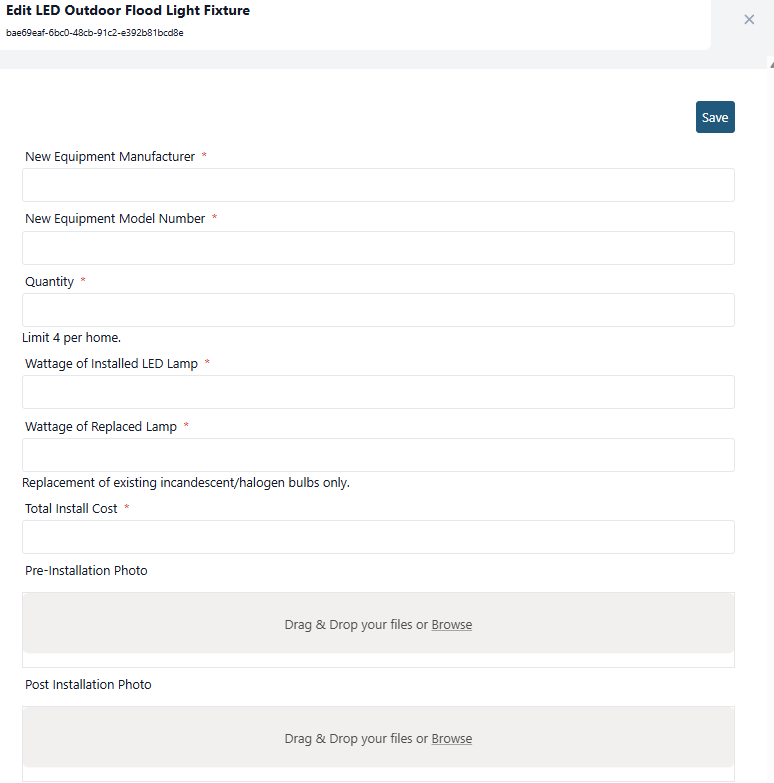 Edit LED Outdoor Flood Light Fixture
bae69eaf-6bc0-48cb-91c2-e392b81bcd8e
Save
New Equipment Manufacturer *
New Equipment Model Number *
Quantity *
Limit 4 per home.
Wattage of Installed LED Lamp *
Wattage of Replaced Lamp *
Replacement of existing incandescent/halogen bulbs only.
Total Install Cost *
Pre-Installation Photo
Drag & Drop your files or Browse
Post Installation Photo
Drag & Drop your files or Browse